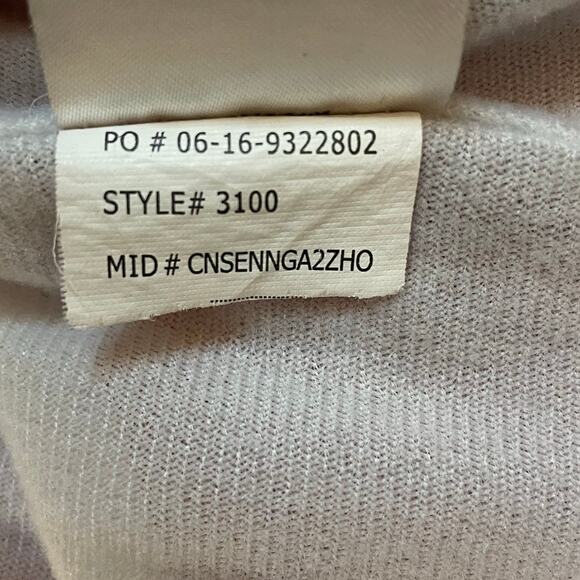 PO # 06-16-9322802
STYLE# 3100
MID # CNSENNGA2ZHO